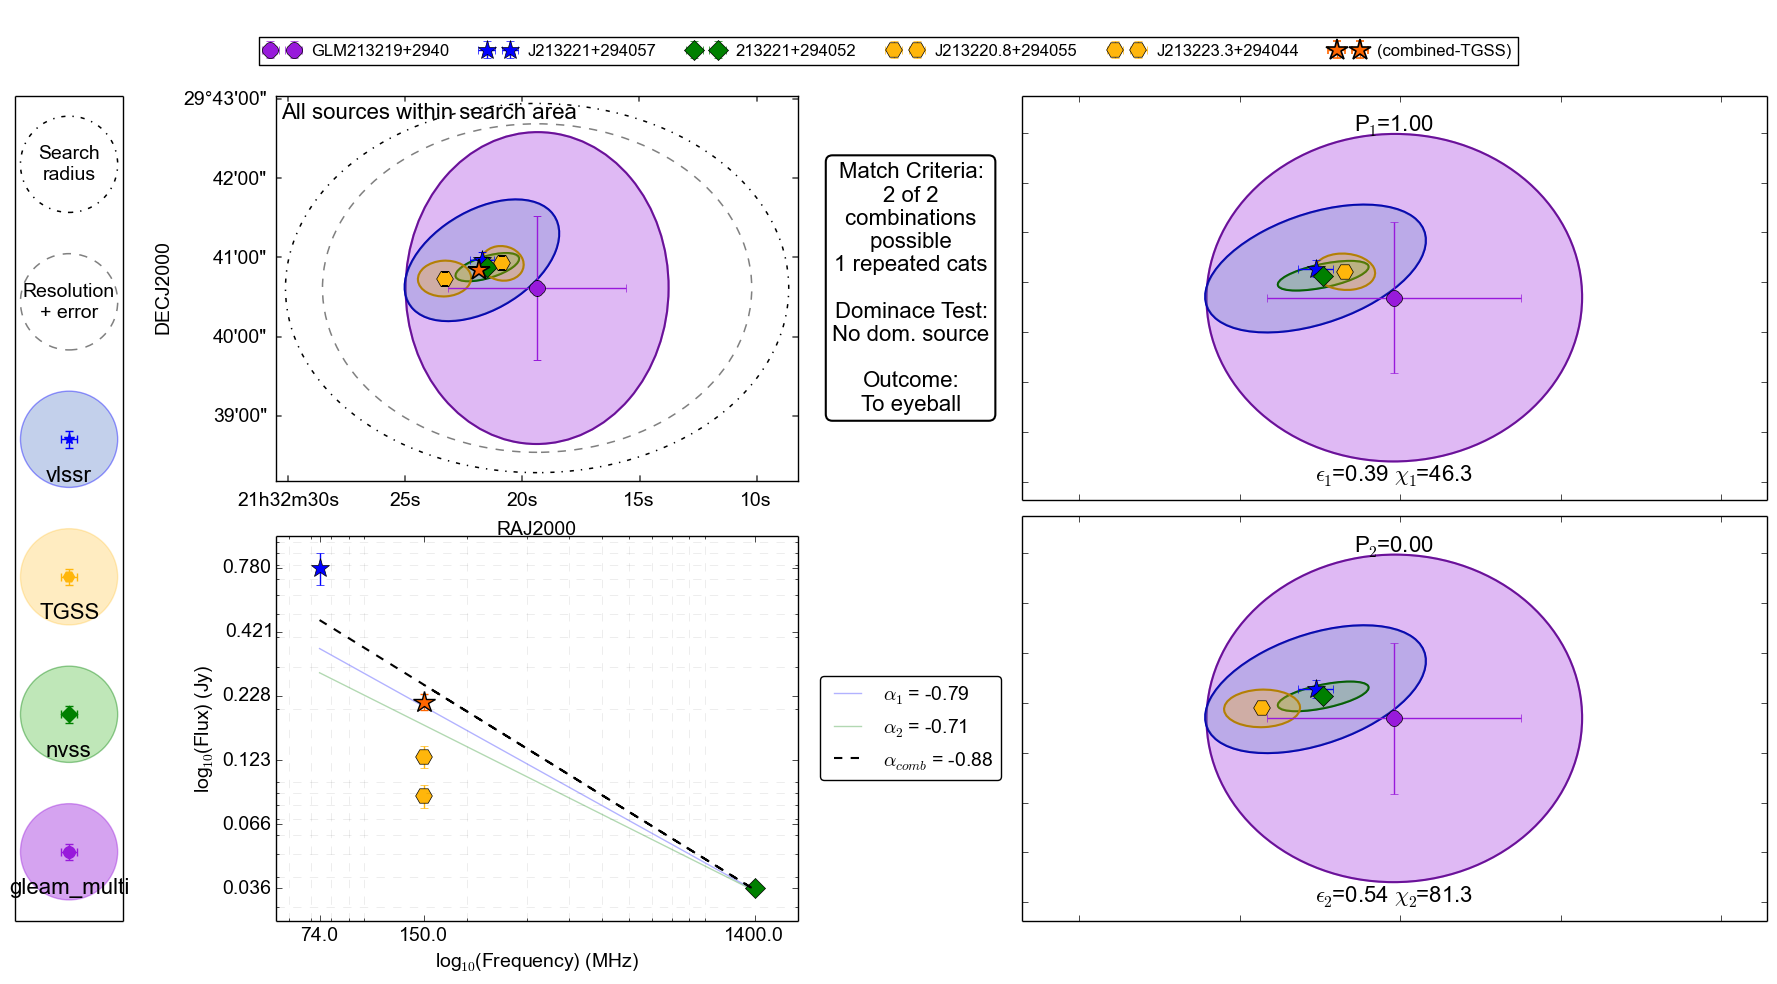 GLM213219+2940 J213221+294057 213221+294052 J213220.8+294055 J213223.3+294044 (combined-TGSS)
Search
radius
Resolution
+ error
vlssr
TGSS
nvss
gleam_multi
All sources within search area
29°43'00"
42'00"
41'00"
40'00"
39'00"
DECJ2000
21h32m30s 25s 20s 15s 10s
RAJ2000
Match Criteria:
2 of 2
combinations
possible
1 repeated cats
Dominace Test:
No dom. source
Outcome:
To eyeball
P₁=1.00
ϵ₁=0.39 χ₁=46.3
0.780
0.421
0.228
0.123
0.066
0.036
log₁₀(Flux) (Jy)
74.0 150.0 1400.0
log₁₀(Frequency) (MHz)
α₁ = -0.79
α₂ = -0.71
α_comb = -0.88
P₂=0.00
ϵ₂=0.54 χ₂=81.3